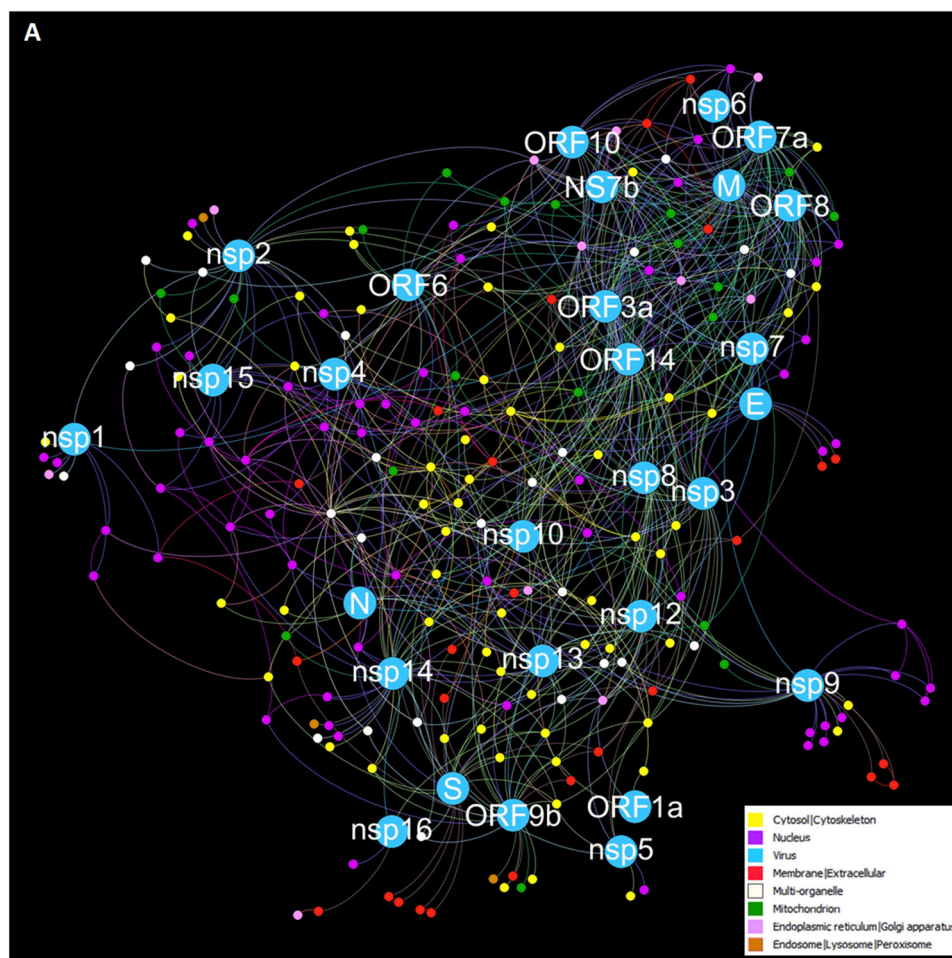 A
nsp6
ORF10
ORF7a
NS7b
M
ORF8
nsp2
ORF6
ORF3a
nsp7
ORF14
nsp15
nsp4
E
nsp1
nsp8
nsp3
nsp10
N
nsp12
nsp13
nsp14
nsp9
S
ORF9b
ORF1a
nsp16
nsp5
Cytosol|Cytoskeleton
Nucleus
Virus
Membrane|Extracellular
Multi-organelle
Mitochondrion
Endoplasmic reticulum|Golgi apparatus
Endosome|Lysosome|Peroxisome